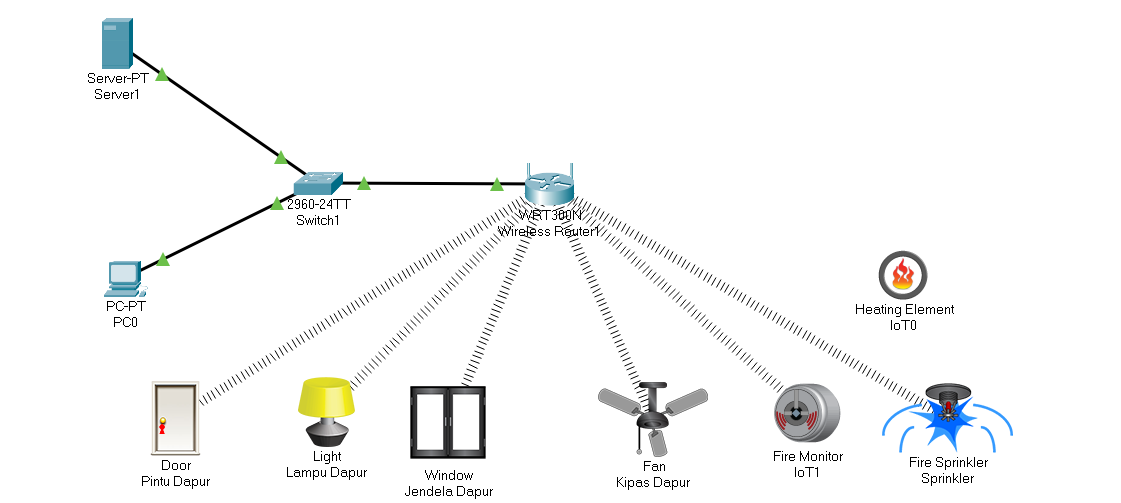 Server-PT
Server1
2960-24TT
Switch1
WRT300N
Wireless Router1
PC-PT
PC0
Heating Element
IoT0
Door
Pintu Dapur
Light
Lampu Dapur
Window
Jendela Dapur
Fan
Kipas Dapur
Fire Monitor
IoT1
Fire Sprinkler
Sprinkler